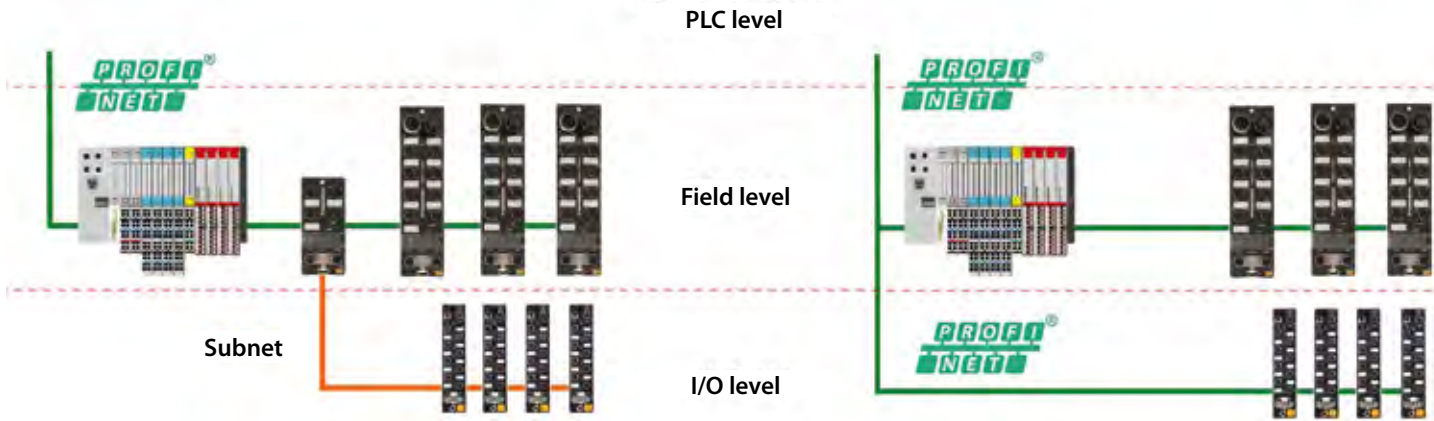 PLC level
PROFI®
NET
PROFI®
NET
Field level
Subnet
PROFI®
NET
I/O level